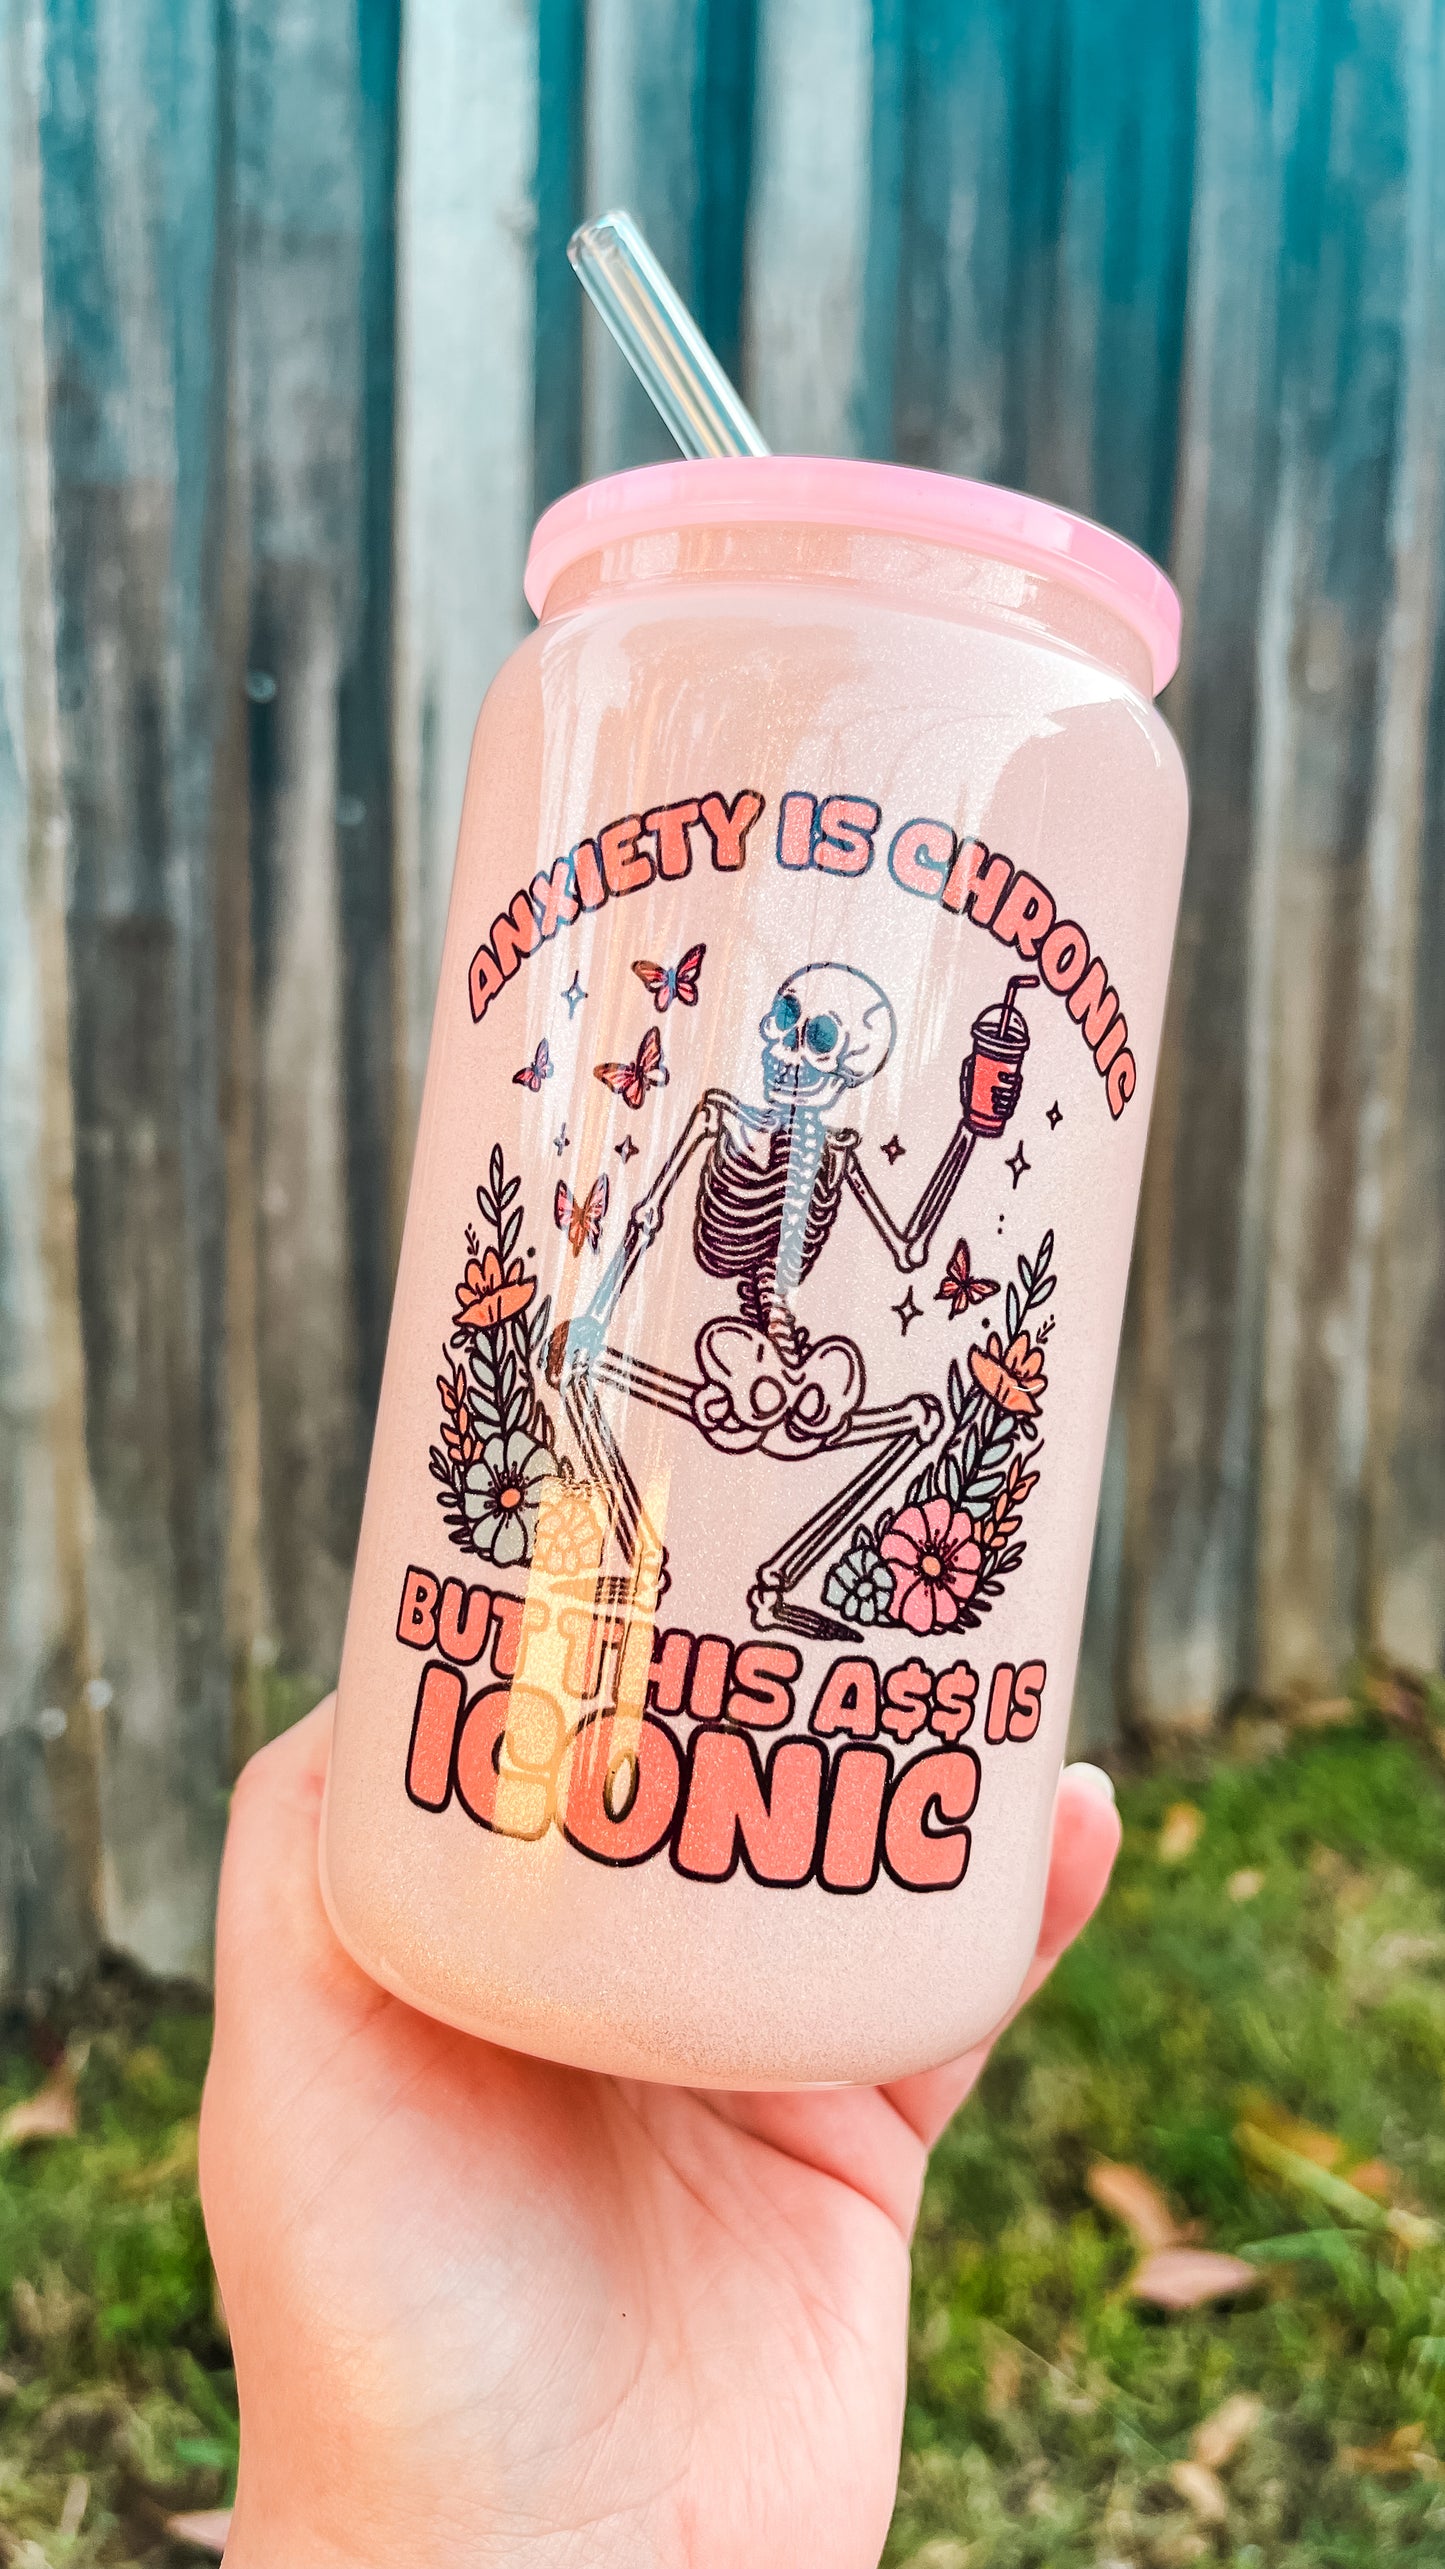 ANXIETY IS CHRONIC
BUT THIS A$$ IS
ICONIC